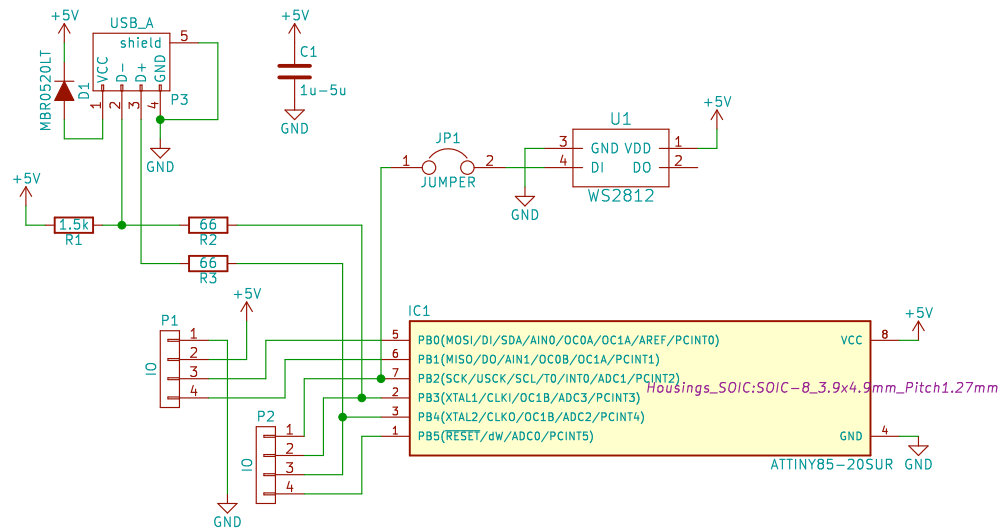 +5V
USB_A
shield
5
VCC
D-
D+
GND
1
2
3
4
P3
MBR0520LT
D1
GND
+5V
C1
1u-5u
GND
JP1
1
2
JUMPER
U1
+5V
3
GND
VDD
1
4
DI
DO
2
WS2812
GND
+5V
1.5k
R1
66
R2
66
R3
+5V
P1
IO
1
2
3
4
GND
P2
IO
1
2
3
4
IC1
5
PB0(MOSI/DI/SDA/AIN0/OC0A/OC1A/AREF/PCINT0)
6
PB1(MISO/DO/AIN1/OC0B/OC1A/PCINT1)
7
PB2(SCK/USCK/SCL/T0/INT0/ADC1/PCINT2)
2
PB3(XTAL1/CLKI/OC1B/ADC3/PCINT3)
3
PB4(XTAL2/CLKO/OC1B/ADC2/PCINT4)
1
PB5(RESET/dW/ADC0/PCINT5)
VCC
8
+5V
Housings_SOIC:SOIC-8_3.9x4.9mm_Pitch1.27mm
GND
4
ATTINY85-20SUR
GND